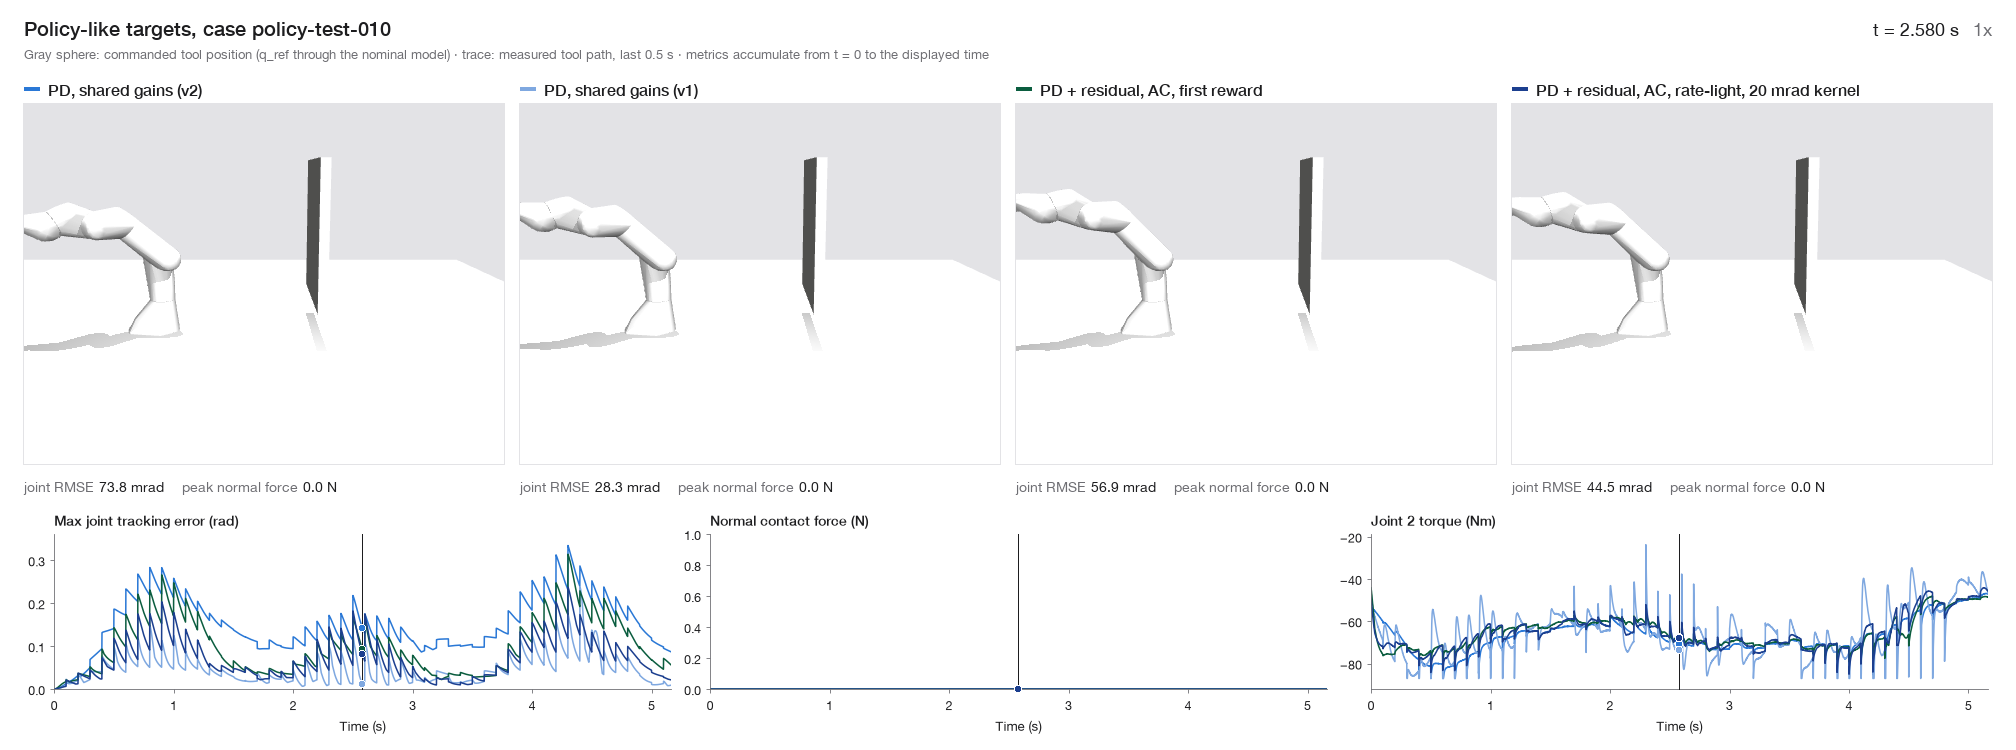 Policy-like targets, case policy-test-010
t = 2.580 s 1x
Gray sphere: commanded tool position (q_ref through the nominal model) · trace: measured tool path, last 0.5 s · metrics accumulate from t = 0 to the displayed time
PD, shared gains (v2)
PD, shared gains (v1)
PD + residual, AC, first reward
PD + residual, AC, rate-light, 20 mrad kernel
joint RMSE 73.8 mrad peak normal force 0.0 N
joint RMSE 28.3 mrad peak normal force 0.0 N
joint RMSE 56.9 mrad peak normal force 0.0 N
joint RMSE 44.5 mrad peak normal force 0.0 N
Max joint tracking error (rad)
0.3
0.2
0.1
0.0
0 1 2 3 4 5
Time (s)
Normal contact force (N)
1.0
0.8
0.6
0.4
0.2
0.0
0 1 2 3 4 5
Time (s)
Joint 2 torque (Nm)
−20
−40
−60
−80
0 1 2 3 4 5
Time (s)